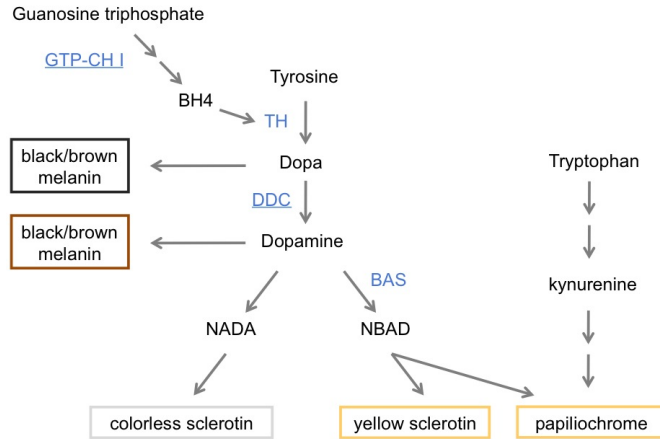 Guanosine triphosphate
GTP-CH I
BH4
Tyrosine
TH
black/brown
melanin
Dopa
Tryptophan
DDC
black/brown
melanin
Dopamine
BAS
kynurenine
NADA
NBAD
colorless sclerotin
yellow sclerotin
papiliochrome